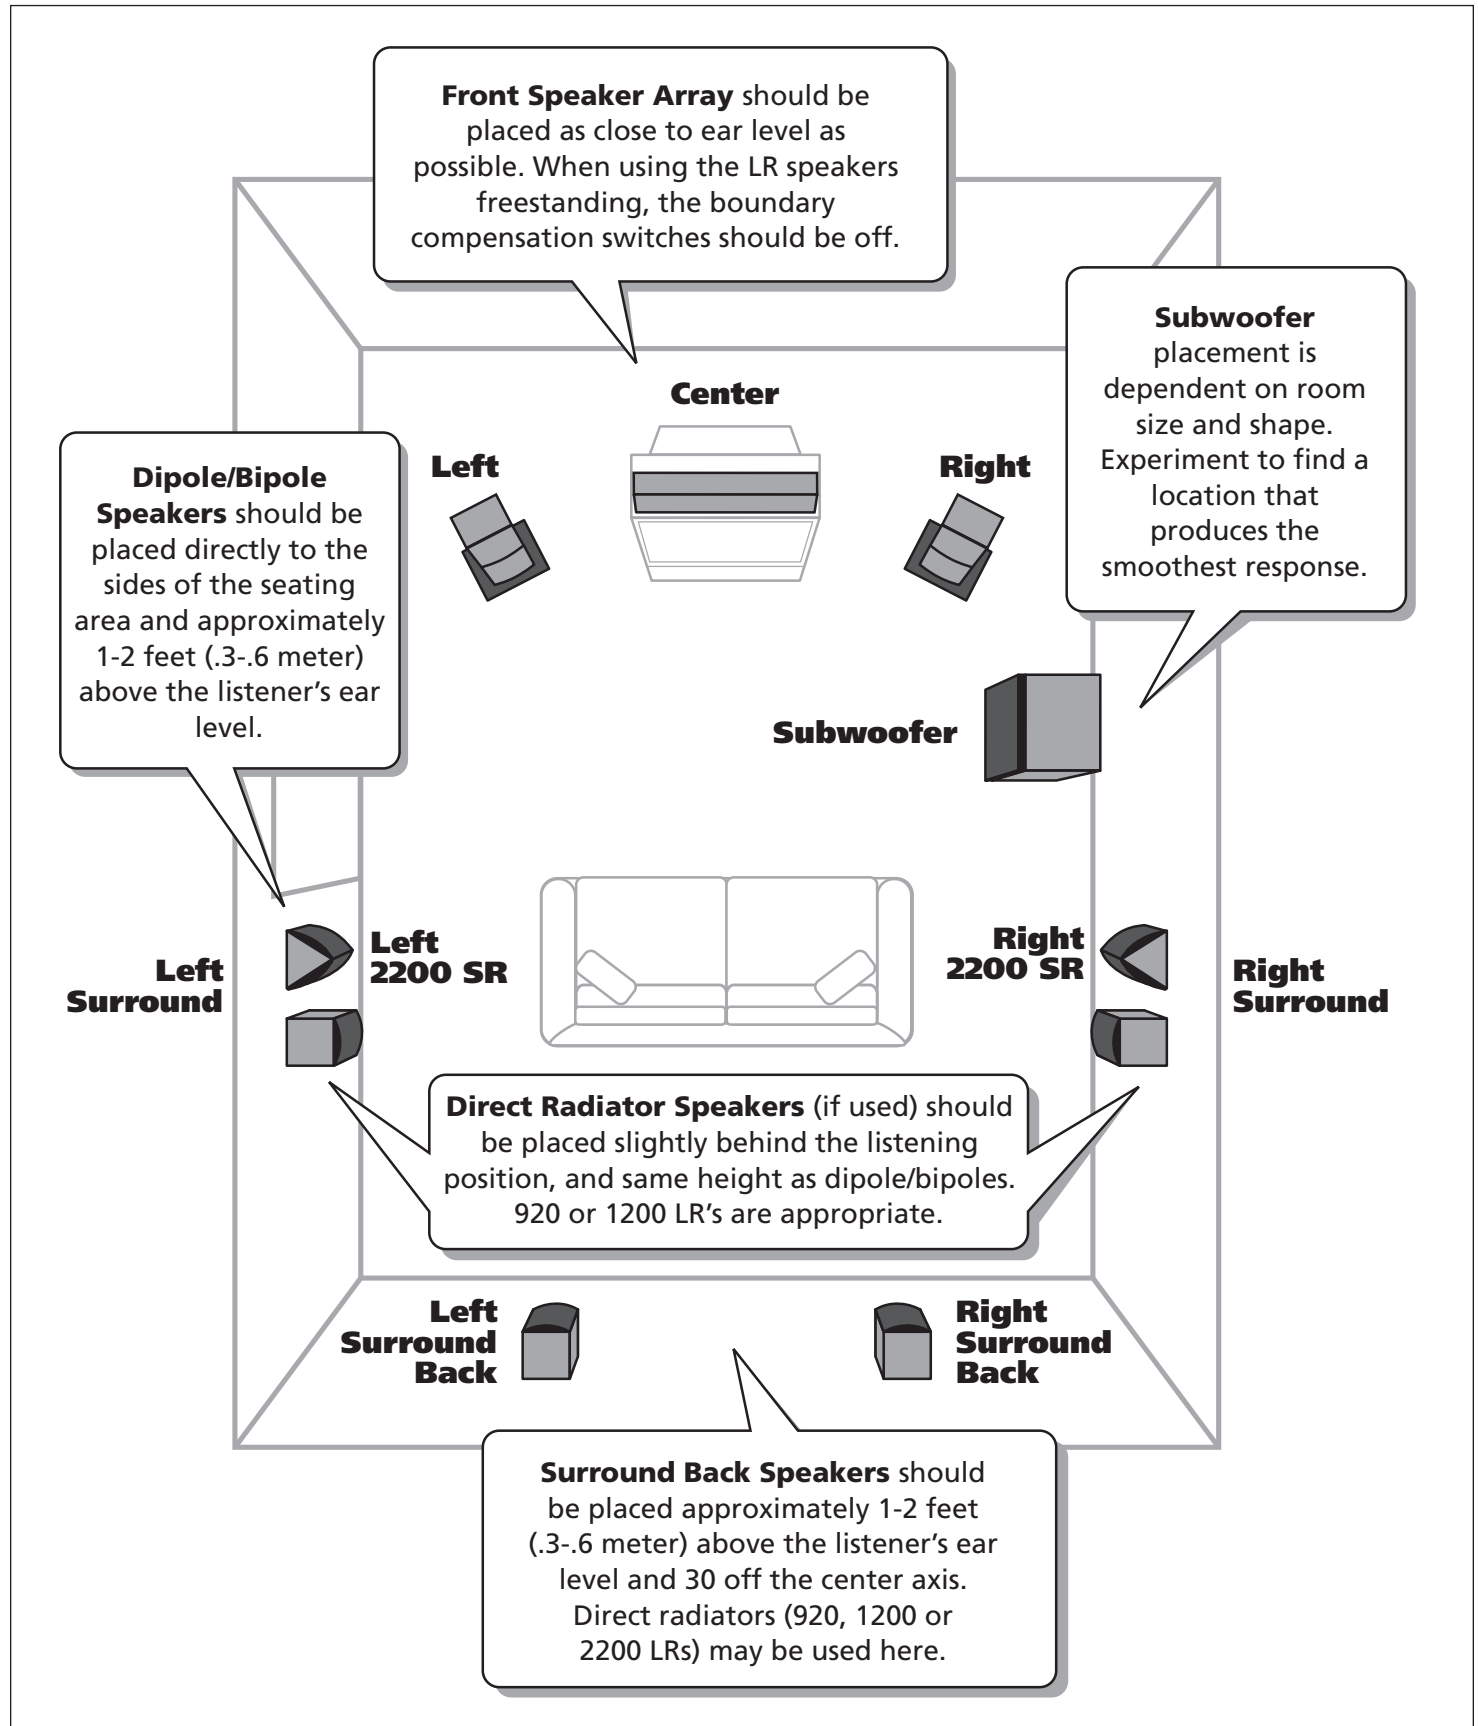 Front Speaker Array should be
placed as close to ear level as
possible. When using the LR speakers
freestanding, the boundary
compensation switches should be off.
Subwoofer
placement is
dependent on room
size and shape.
Experiment to find a
location that
produces the
smoothest response.
Center
Left
Right
Dipole/Bipole
Speakers should be
placed directly to the
sides of the seating
area and approximately
1-2 feet (.3-.6 meter)
above the listener's ear
level.
Subwoofer
Left
Surround
Left
2200 SR
Right
2200 SR
Right
Surround
Direct Radiator Speakers (if used) should
be placed slightly behind the listening
position, and same height as dipole/bipoles.
920 or 1200 LR's are appropriate.
Left
Surround
Back
Right
Surround
Back
Surround Back Speakers should
be placed approximately 1-2 feet
(.3-.6 meter) above the listener's ear
level and 30 off the center axis.
Direct radiators (920, 1200 or
2200 LRs) may be used here.